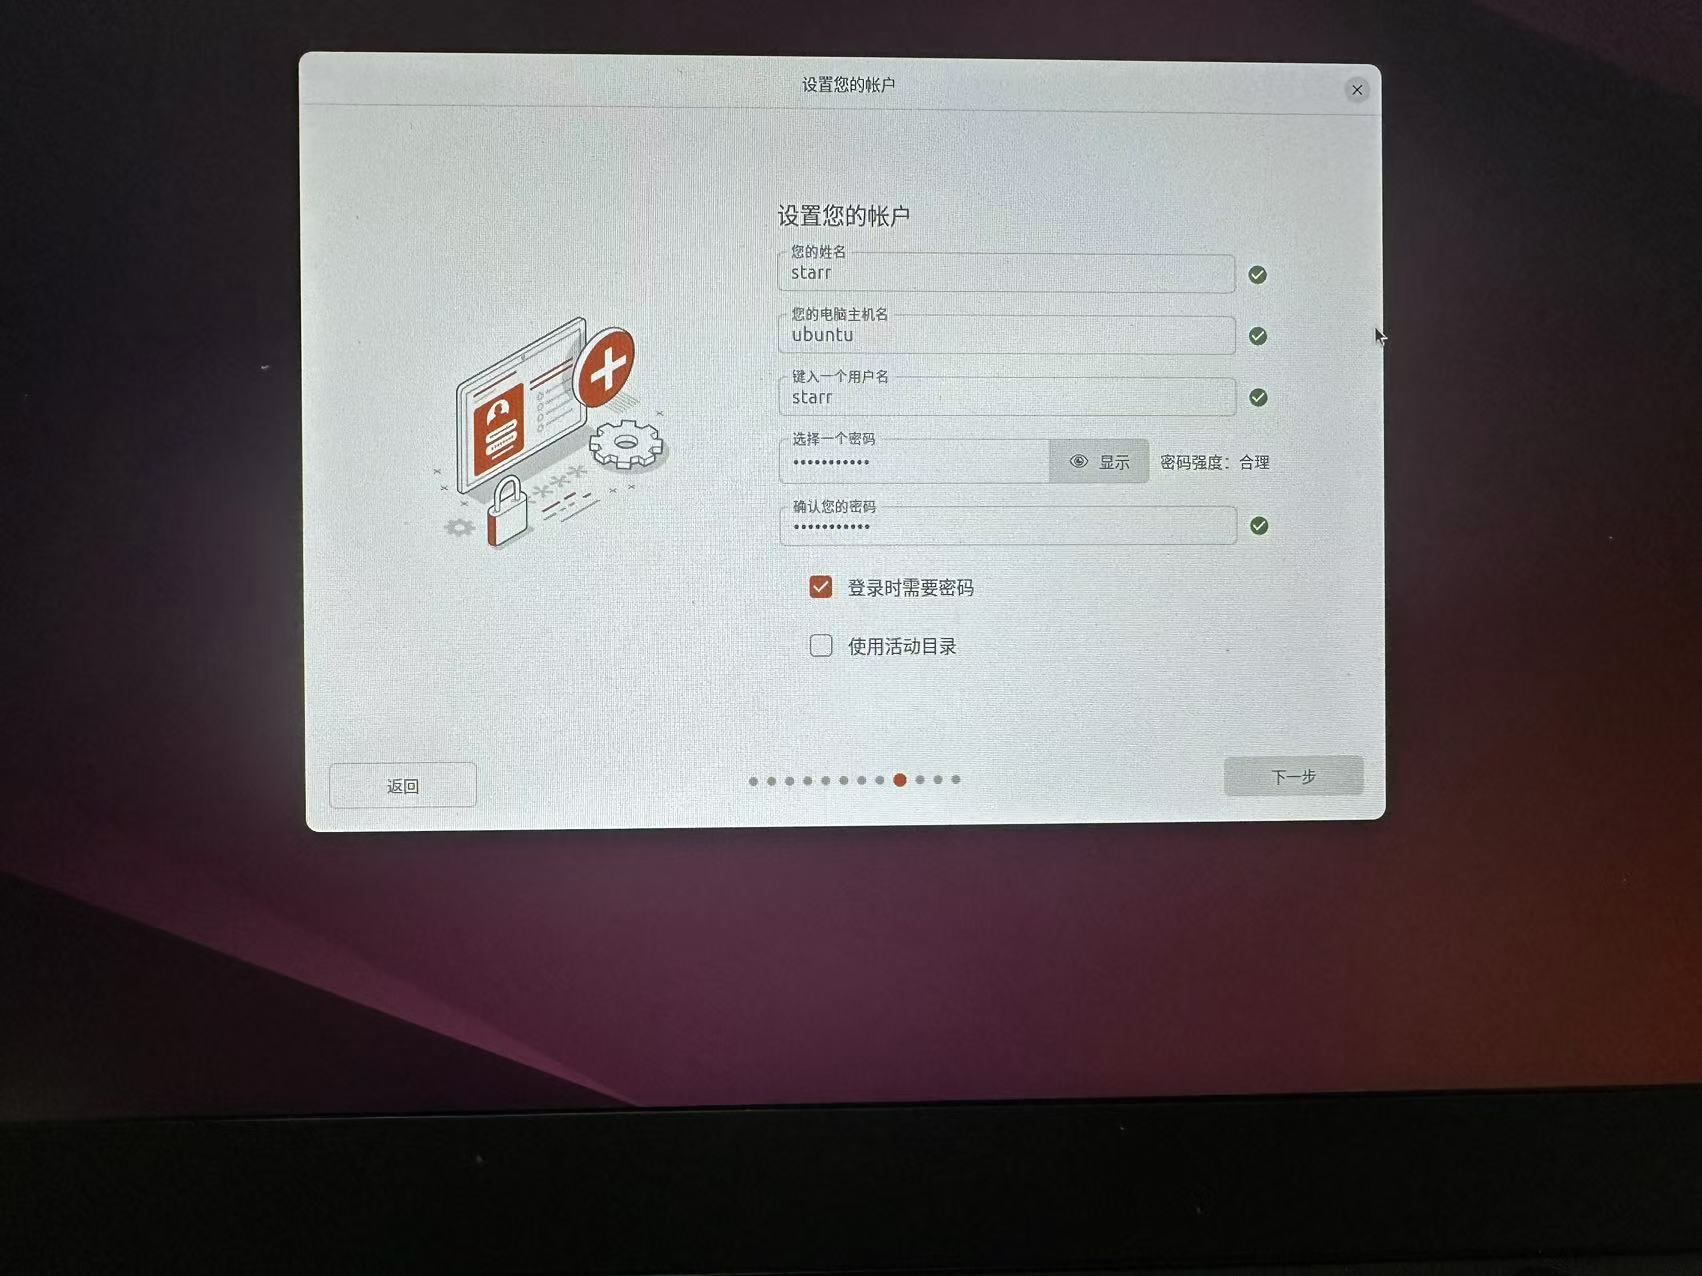 设置您的帐户
设置您的帐户
您的姓名
starr
您的电脑主机名
ubuntu
键入一个用户名
starr
选择一个密码
•••••••••••
显示
密码强度：合理
确认您的密码
•••••••••••
登录时需要密码
使用活动目录
返回
下一步